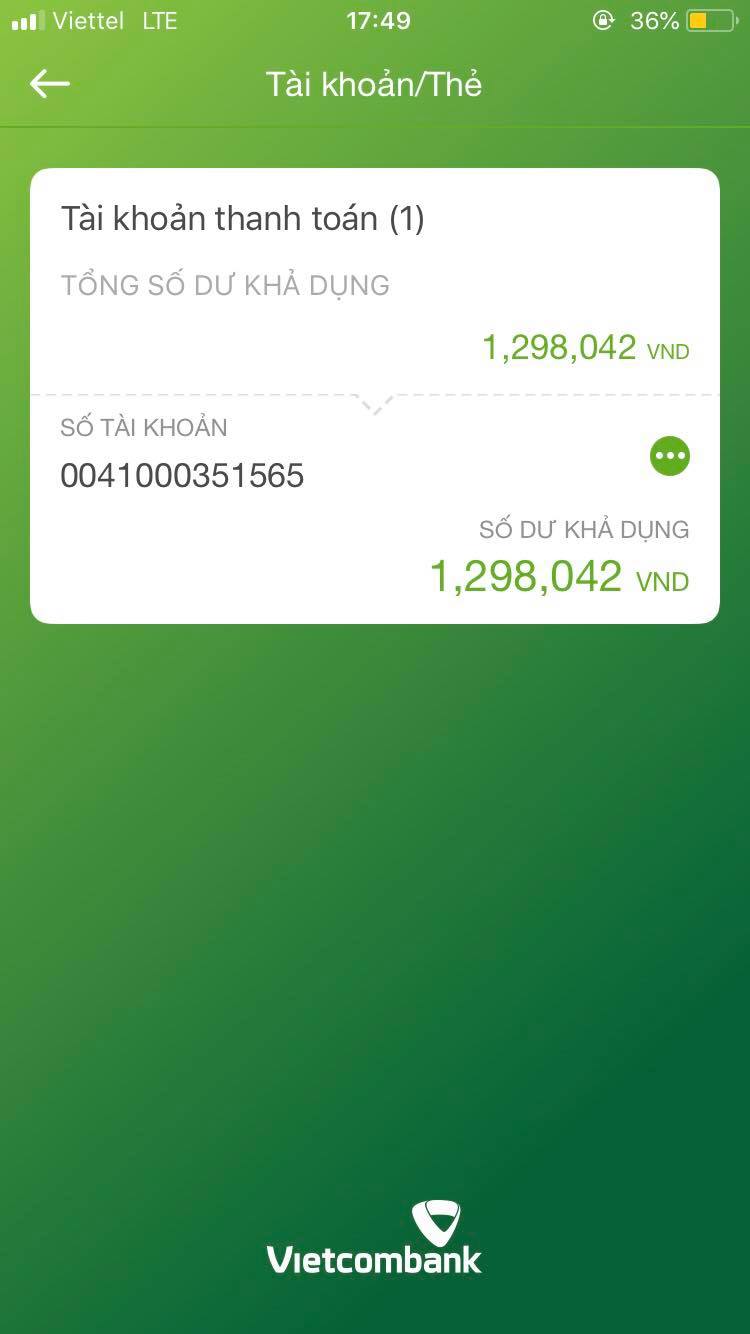 Viettel LTE 17:49 36%
Tài khoản/Thẻ
Tài khoản thanh toán (1)
TỔNG SỐ DƯ KHẢ DỤNG
1,298,042 VND
SỐ TÀI KHOẢN
0041000351565
SỐ DƯ KHẢ DỤNG
1,298,042 VND
Vietcombank